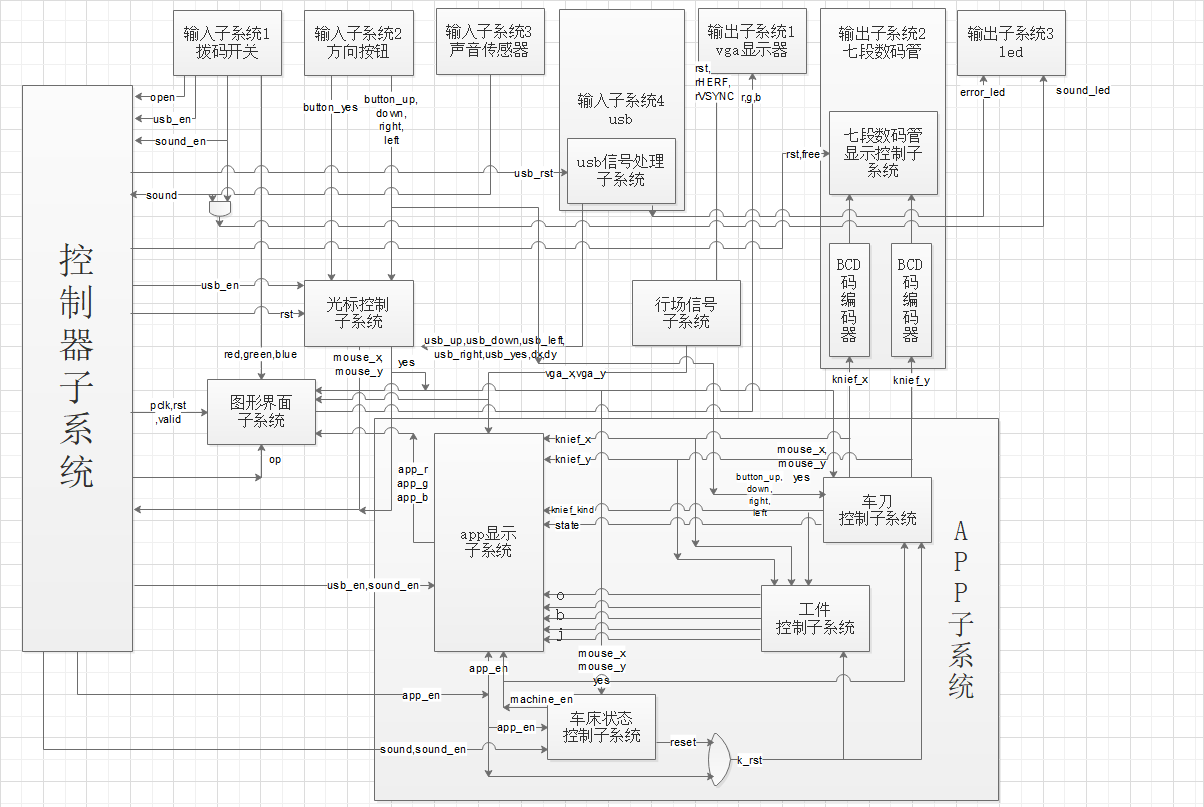 输入子系统1
拨码开关
输入子系统2
方向按钮
输入子系统3
声音传感器
输入子系统4
usb
usb信号处理
子系统
输出子系统1
vga显示器
输出子系统2
七段数码管
七段数码管
显示控制子
系统
输出子系统3
led
open
usb_en
sound_en
button_yes
button_up,
down,
right,
left
rst,
rHERF,
rVSYNC
r,g,b
error_led
sound_led
rst,free
usb_rst
sound
控制器子系统
BCD
码
编
码
器
BCD
码
编
码
器
usb_en
rst
光标控制
子系统
行场信号
子系统
usb_up,usb_down,usb_left,
usb_right,usb_yes,dx,dy
red,green,blue
mouse_x
mouse_y
yes
vga_x,vga_y
knief_x
knief_y
pclk,rst
,valid
图形界面
子系统
op
app_r
app_g
app_b
knief_x
knief_y
mouse_x,
mouse_y
yes
button_up,
down,
right,
left
knief_kind
state
车刀
控制子系统
app显示
子系统
APP子系统
usb_en,sound_en
o
b
j
工件
控制子系统
mouse_x
mouse_y
yes
app_en
app_en
machine_en
app_en
车床状态
控制子系统
sound,sound_en
reset
k_rst